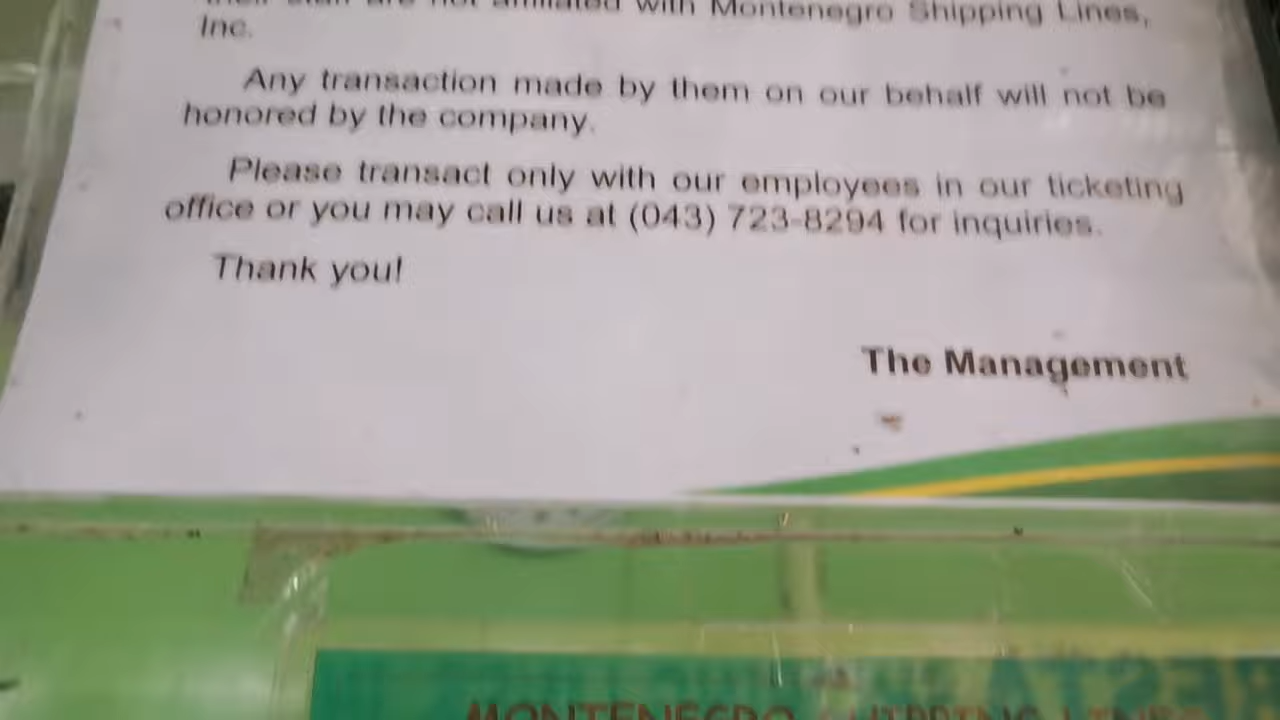 their staff are not affiliated with Montenegro Shipping Lines,
Inc.
Any transaction made by them on our behalf will not be
honored by the company.
Please transact only with our employees in our ticketing
office or you may call us at (043) 723-8294 for inquiries.
Thank you!
The Management
MONTENEGRO SHIPPING LINES